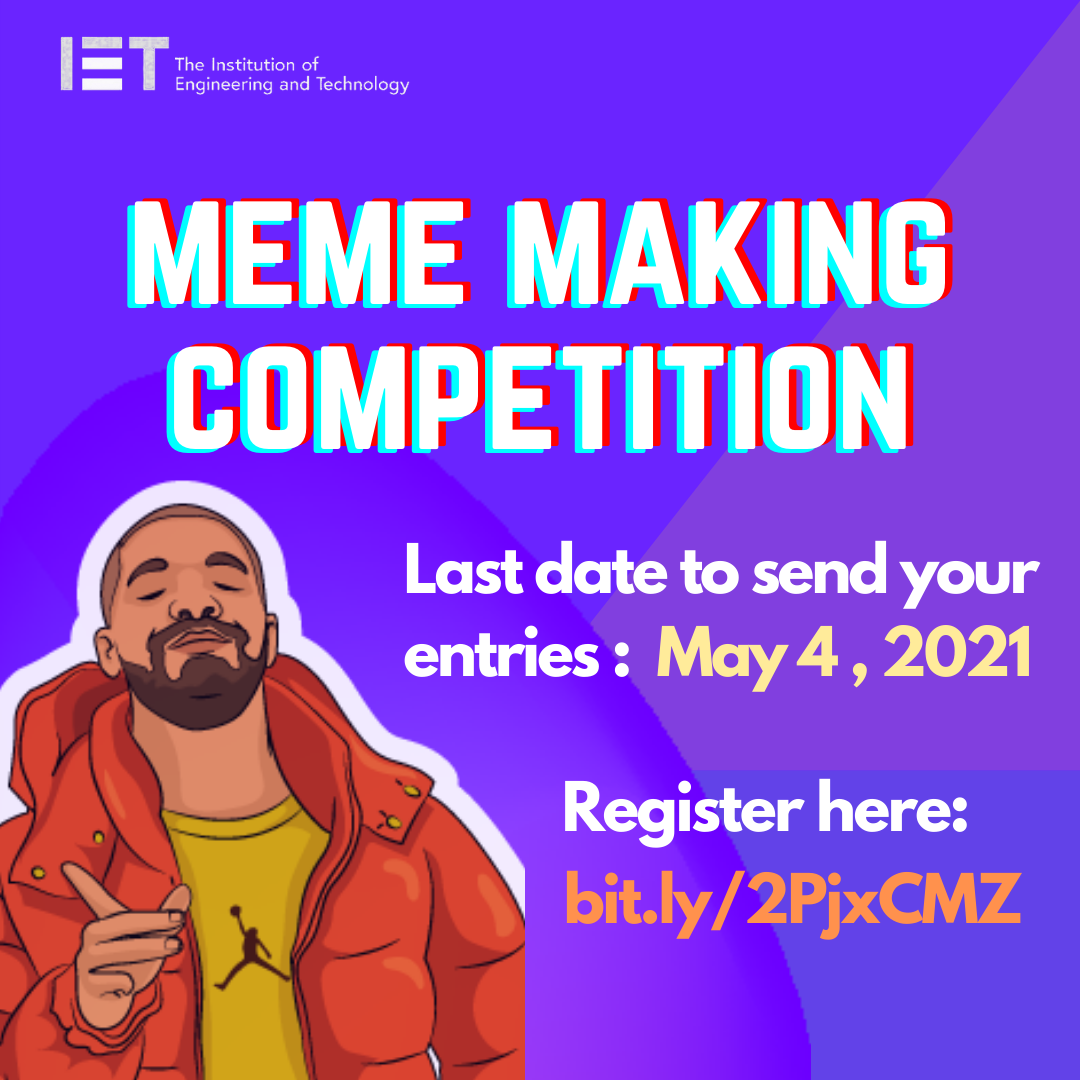 IET
The Institution of
Engineering and Technology
MEME MAKING
COMPETITION
Last date to send your
entries : May 4 , 2021
Register here:
bit.ly/2PjxCMZ